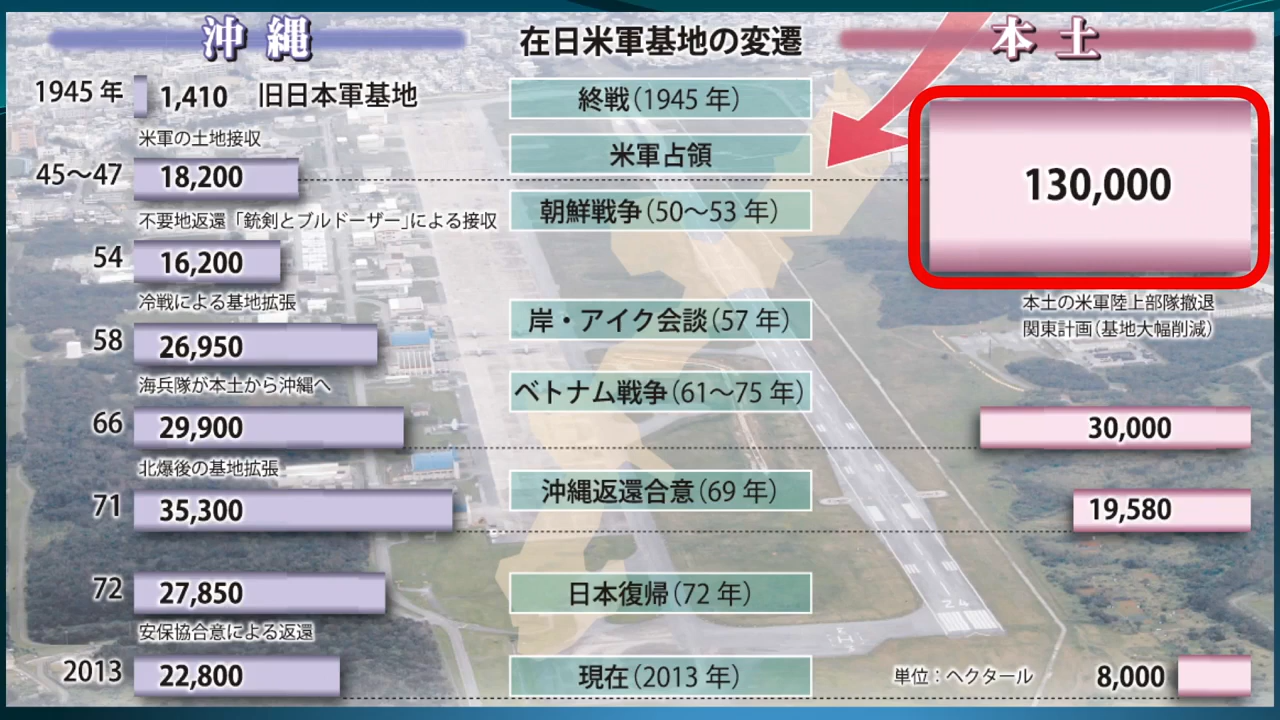 沖縄
在日米軍基地の変遷
本土
1945年 1,410 旧日本軍基地
終戦(1945年)
米軍の土地接収
米軍占領
45〜47 18,200
130,000
不要地返還「銃剣とブルドーザー」による接収
朝鮮戦争(50〜53年)
54 16,200
冷戦による基地拡張
岸・アイク会談(57年)
本土の米軍陸上部隊撤退
関東計画(基地大幅削減)
58 26,950
海兵隊が本土から沖縄へ
ベトナム戦争(61〜75年)
66 29,900
30,000
北爆後の基地拡張
沖縄返還合意(69年)
71 35,300
19,580
72 27,850
日本復帰(72年)
安保協合意による返還
2013 22,800
現在(2013年)
単位:ヘクタール 8,000
24